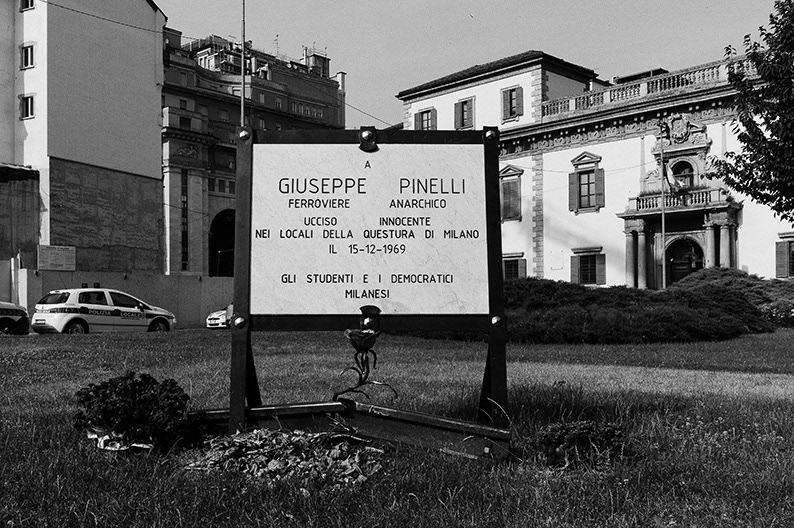 A
GIUSEPPE PINELLI
FERROVIERE ANARCHICO
UCCISO INNOCENTE
NEI LOCALI DELLA QUESTURA DI MILANO
IL 15-12-1969
GLI STUDENTI E I DEMOCRATICI
MILANESI
POLIZIA LOCALE